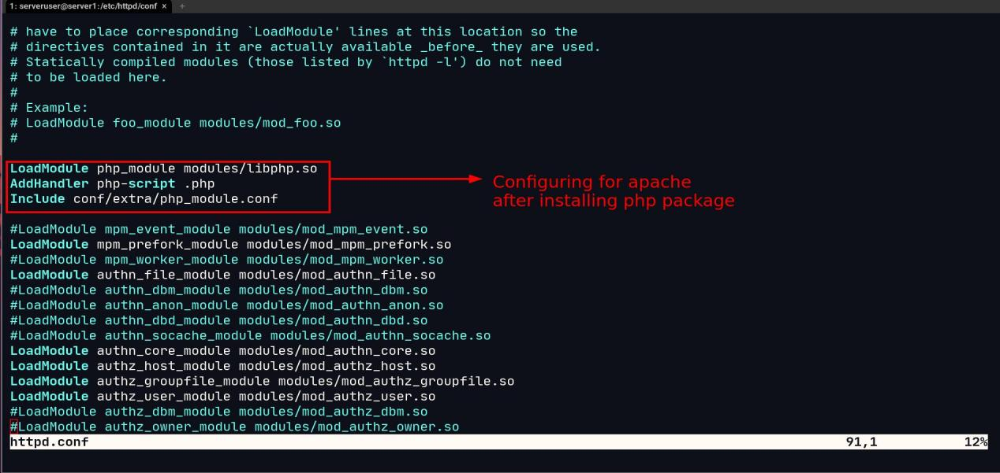 1: serveruser@server1:/etc/httpd/conf × +
# have to place corresponding `LoadModule' lines at this location so the
# directives contained in it are actually available _before_ they are used.
# Statically compiled modules (those listed by `httpd -l') do not need
# to be loaded here.
#
# Example:
# LoadModule foo_module modules/mod_foo.so
#
LoadModule php_module modules/libphp.so
AddHandler php-script .php
Include conf/extra/php_module.conf
Configuring for apache
after installing php package
#LoadModule mpm_event_module modules/mod_mpm_event.so
LoadModule mpm_prefork_module modules/mod_mpm_prefork.so
#LoadModule mpm_worker_module modules/mod_mpm_worker.so
LoadModule authn_file_module modules/mod_authn_file.so
#LoadModule authn_dbm_module modules/mod_authn_dbm.so
#LoadModule authn_anon_module modules/mod_authn_anon.so
#LoadModule authn_dbd_module modules/mod_authn_dbd.so
#LoadModule authn_socache_module modules/mod_authn_socache.so
LoadModule authn_core_module modules/mod_authn_core.so
LoadModule authz_host_module modules/mod_authz_host.so
LoadModule authz_groupfile_module modules/mod_authz_groupfile.so
LoadModule authz_user_module modules/mod_authz_user.so
#LoadModule authz_dbm_module modules/mod_authz_dbm.so
#LoadModule authz_owner_module modules/mod_authz_owner.so
httpd.conf 91,1 12%